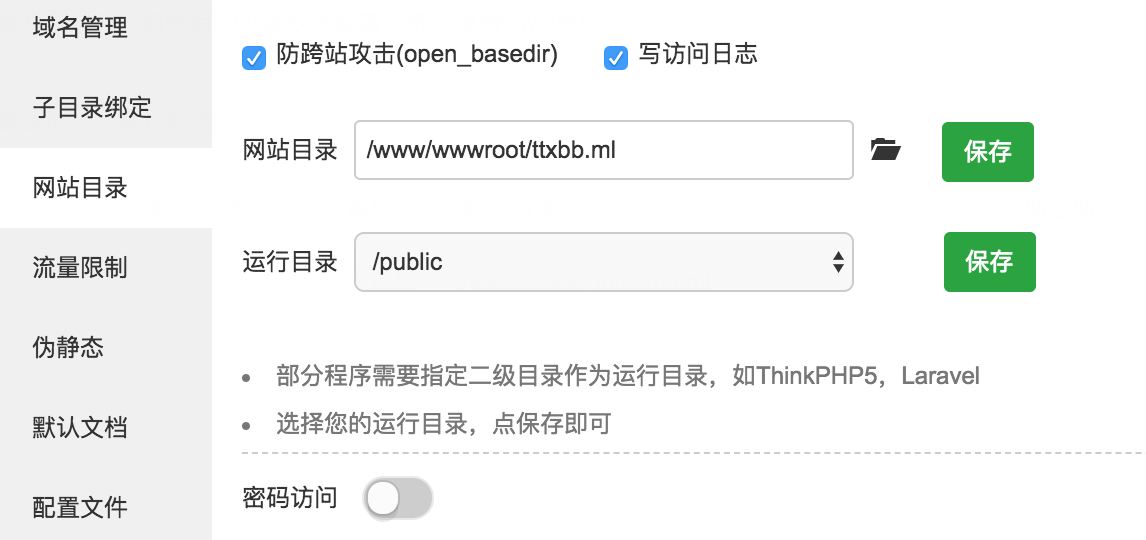 域名管理
子目录绑定
网站目录
流量限制
伪静态
默认文档
配置文件
防跨站攻击(open_basedir) 写访问日志
网站目录 /www/wwwroot/ttxbb.ml 保存
运行目录 /public 保存
部分程序需要指定二级目录作为运行目录，如ThinkPHP5，Laravel
选择您的运行目录，点保存即可
密码访问